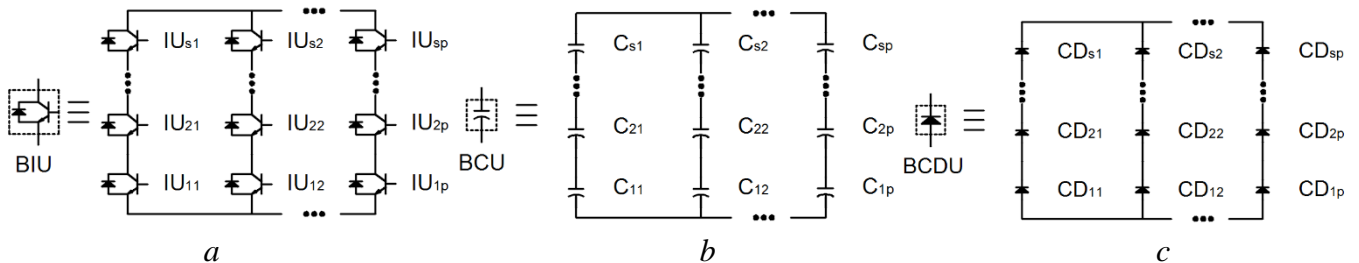 IUs1 IUs2 IUsp
BIU
IU21 IU22 IU2p
IU11 IU12 IU1p
a
Cs1 Cs2 Csp
BCU
C21 C22 C2p
C11 C12 C1p
b
CDs1 CDs2 CDsp
BCDU
CD21 CD22 CD2p
CD11 CD12 CD1p
c